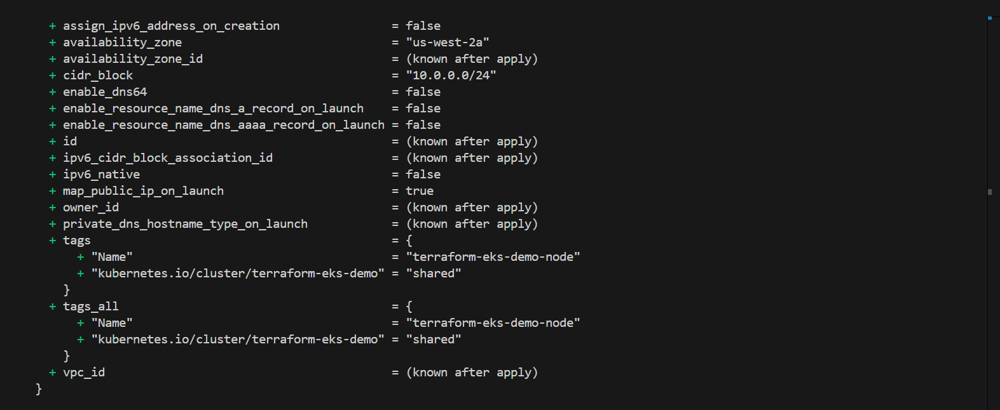 + assign_ipv6_address_on_creation = false
+ availability_zone = "us-west-2a"
+ availability_zone_id = (known after apply)
+ cidr_block = "10.0.0.0/24"
+ enable_dns64 = false
+ enable_resource_name_dns_a_record_on_launch = false
+ enable_resource_name_dns_aaaa_record_on_launch = false
+ id = (known after apply)
+ ipv6_cidr_block_association_id = (known after apply)
+ ipv6_native = false
+ map_public_ip_on_launch = true
+ owner_id = (known after apply)
+ private_dns_hostname_type_on_launch = (known after apply)
+ tags = {
+ "Name" = "terraform-eks-demo-node"
+ "kubernetes.io/cluster/terraform-eks-demo" = "shared"
}
+ tags_all = {
+ "Name" = "terraform-eks-demo-node"
+ "kubernetes.io/cluster/terraform-eks-demo" = "shared"
}
+ vpc_id = (known after apply)
}